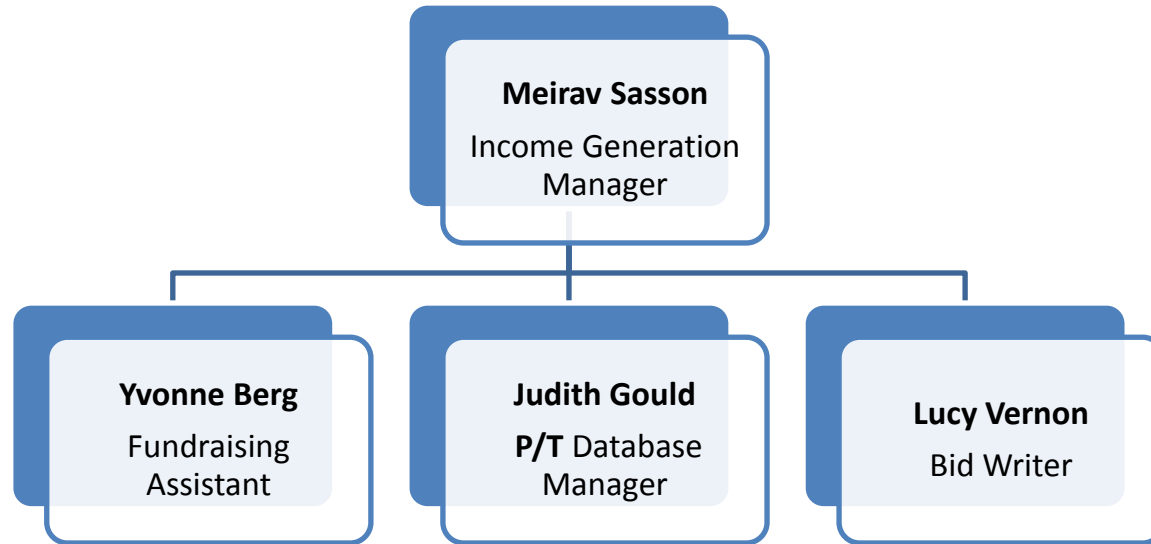 Meirav Sasson
Income Generation
Manager
Yvonne Berg
Fundraising
Assistant
Judith Gould
P/T Database
Manager
Lucy Vernon
Bid Writer